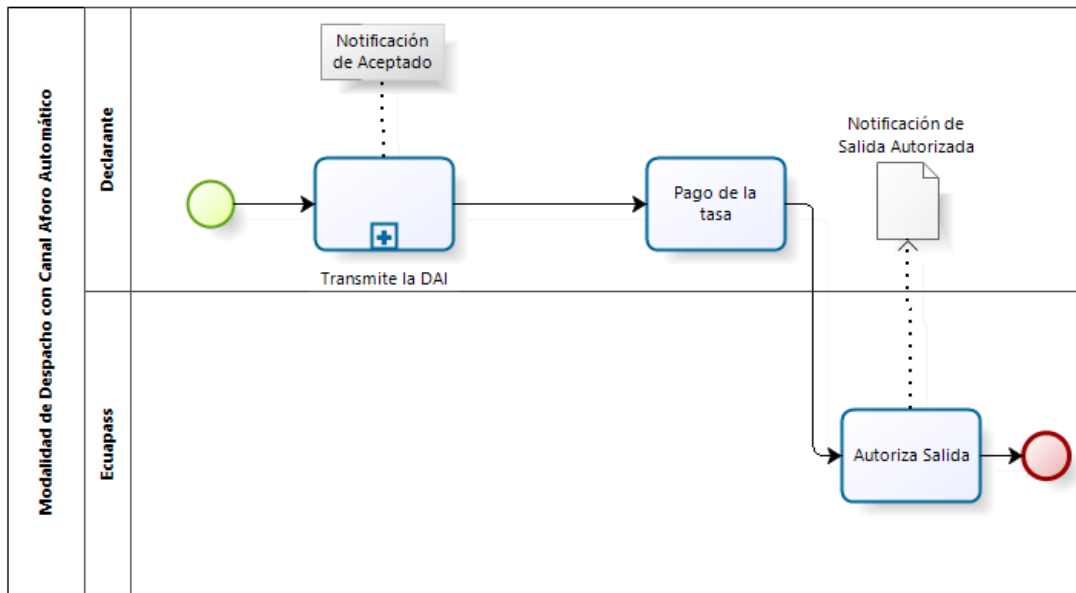 Modalidad de Despacho con Canal Aforo Automático
Declarante
Notificación
de Aceptado
Transmite la DAI
Pago de la
tasa
Notificación de
Salida Autorizada
Ecuapass
Autoriza Salida